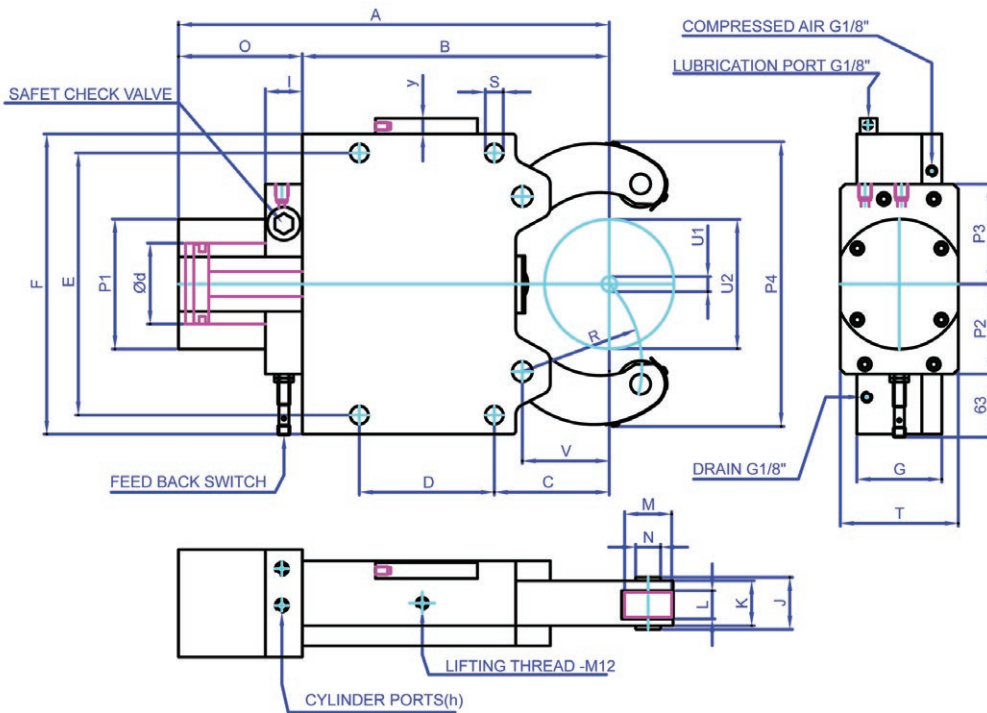 A
COMPRESSED AIR G1/8"
O
B
LUBRICATION PORT G1/8"
I
y
S
SAFET CHECK VALVE
F
E
P1
Ød
U1
U2
P4
P3
R
P2
63
V
FEED BACK SWITCH
D
C
DRAIN G1/8"
G
T
M
N
L
K
J
LIFTING THREAD -M12
CYLINDER PORTS(h)